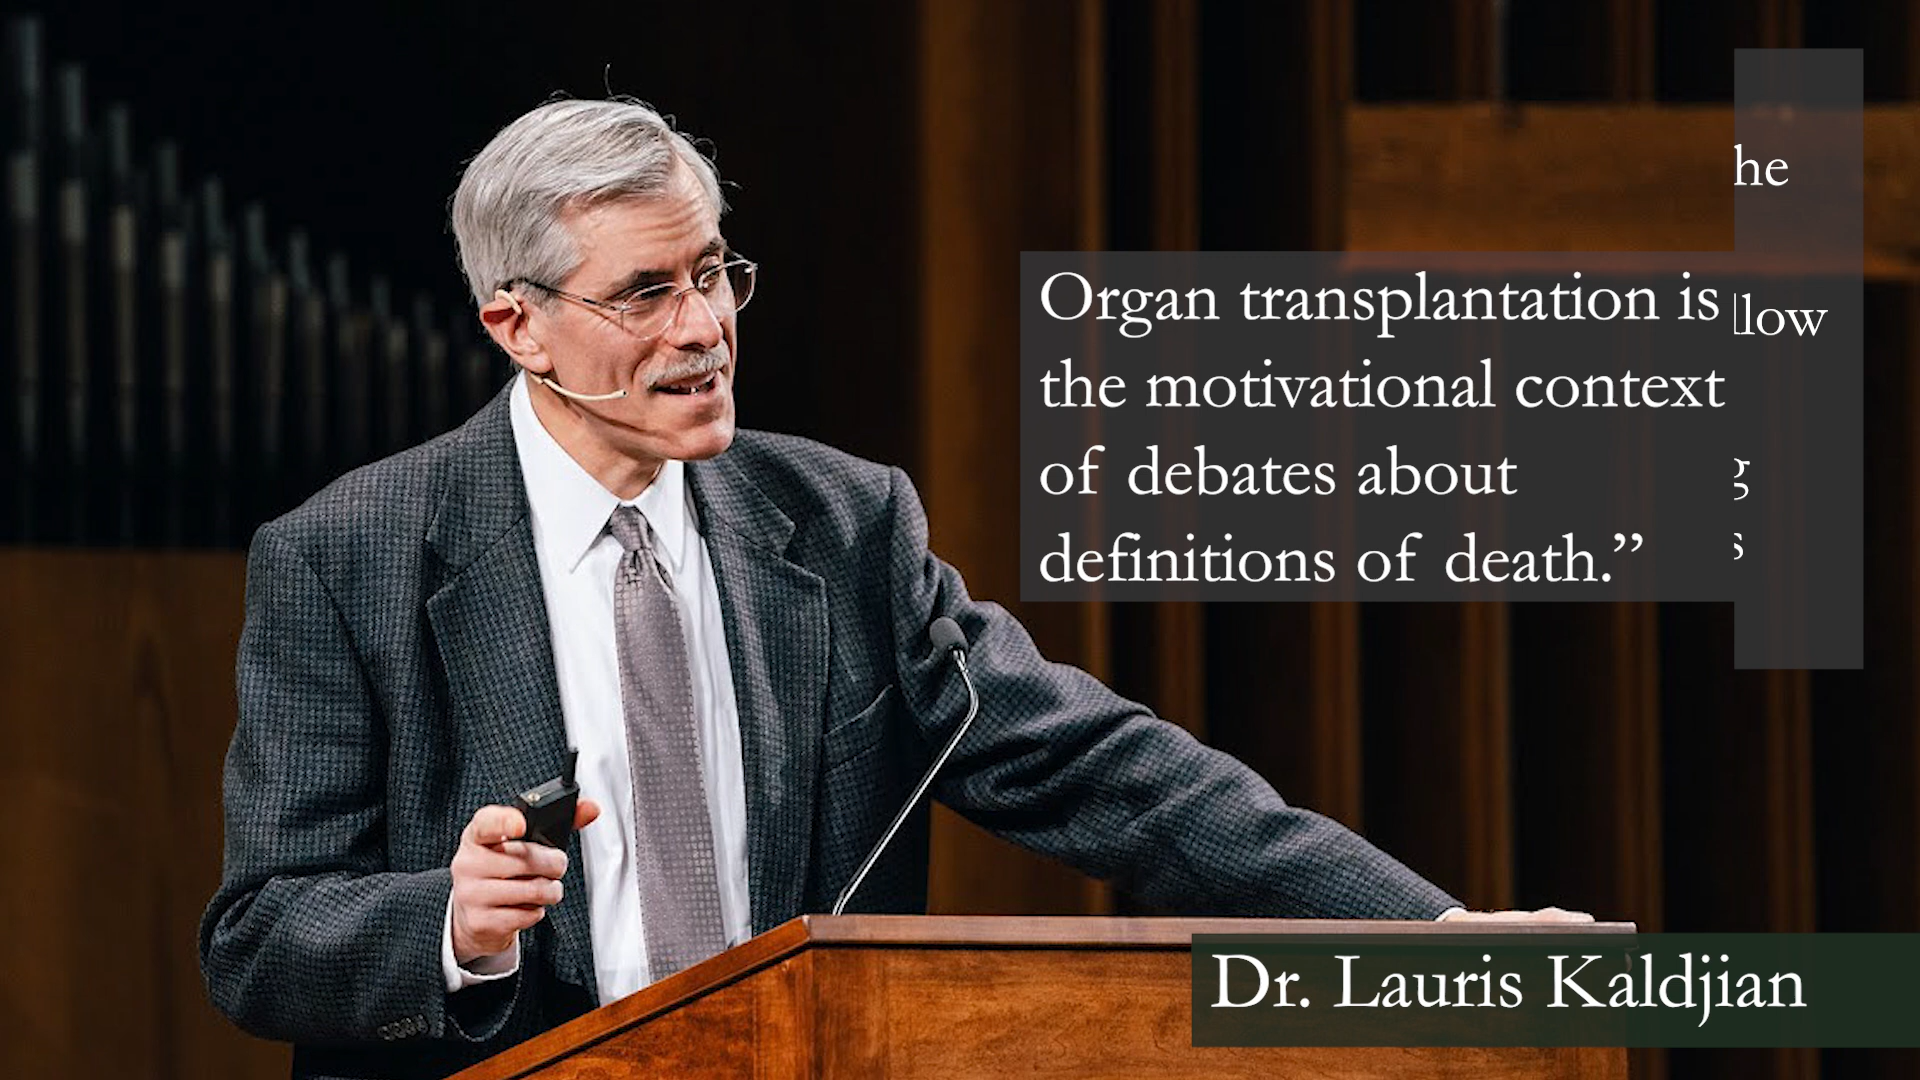 he
Organ transplantation is
llow
the motivational context
of debates about
g
definitions of death.”
s
Dr. Lauris Kaldjian